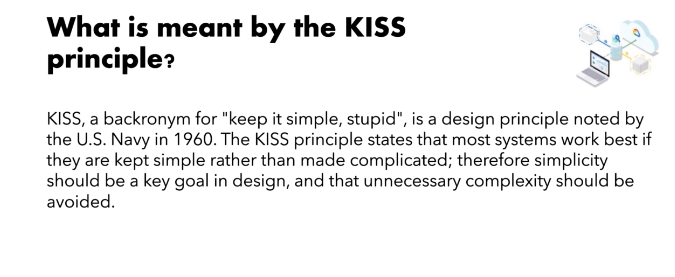 What is meant by the KISS
principle?
KISS, a backronym for "keep it simple, stupid", is a design principle noted by
the U.S. Navy in 1960. The KISS principle states that most systems work best if
they are kept simple rather than made complicated; therefore simplicity
should be a key goal in design, and that unnecessary complexity should be
avoided.